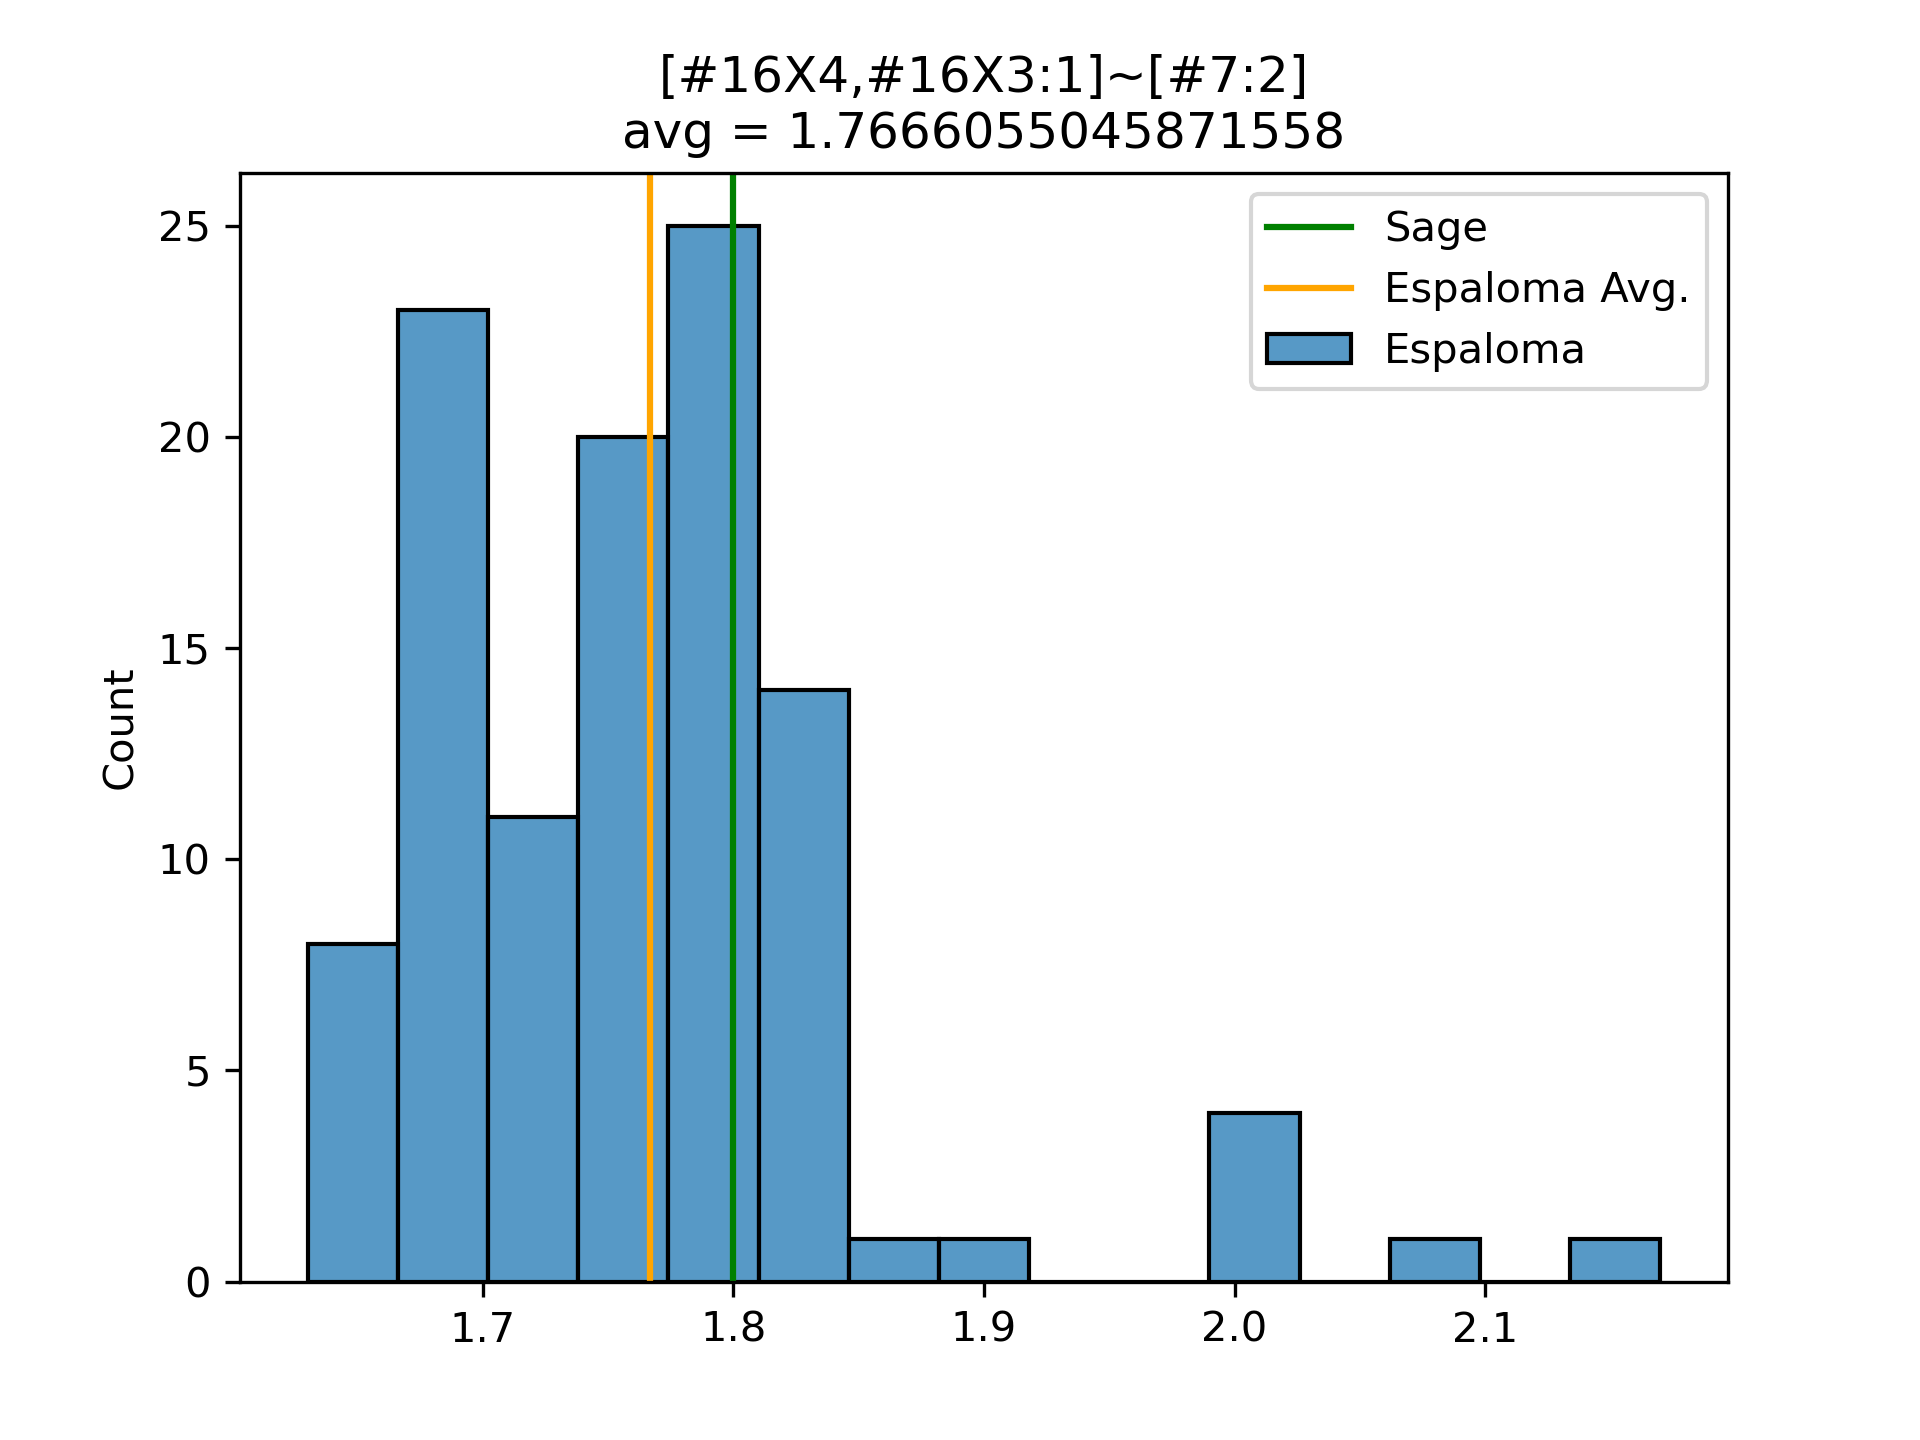 [#16X4,#16X3:1]~[#7:2]
avg = 1.7666055045871558
Sage
Espaloma Avg.
Espaloma
Count
25
20
15
10
5
0
1.7
1.8
1.9
2.0
2.1